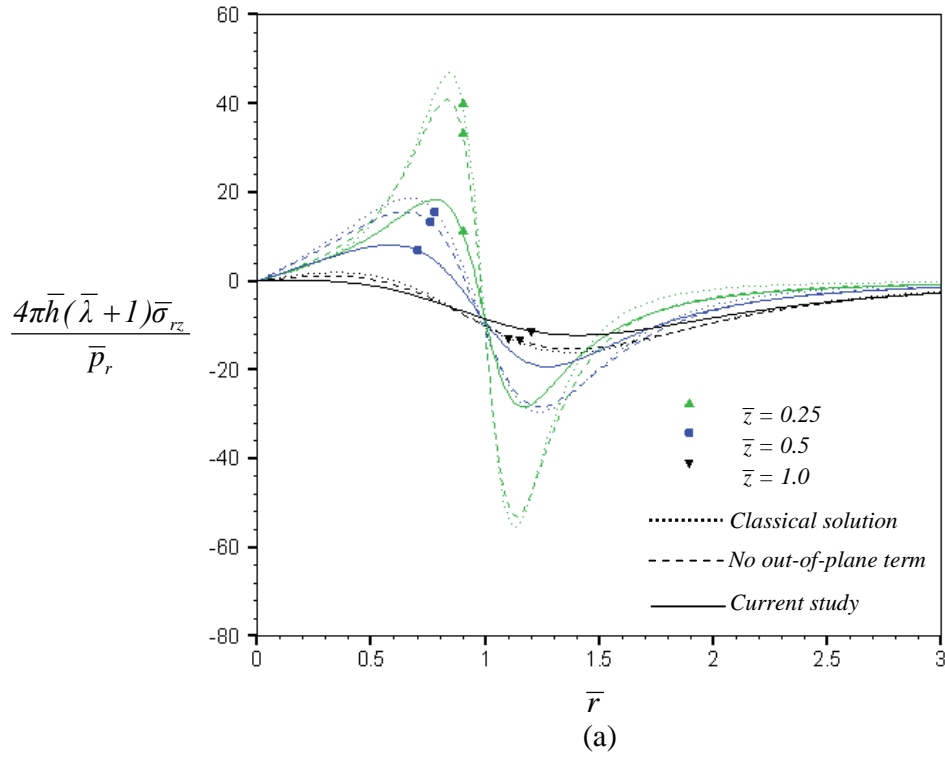 60
40
20
0
-20
-40
-60
-80
0 0.5 1 1.5 2 2.5 3
4πh̅(λ̅+1)σ̅rz
p̅r
z̅ = 0.25
z̅ = 0.5
z̅ = 1.0
Classical solution
No out-of-plane term
Current study
r̅
(a)